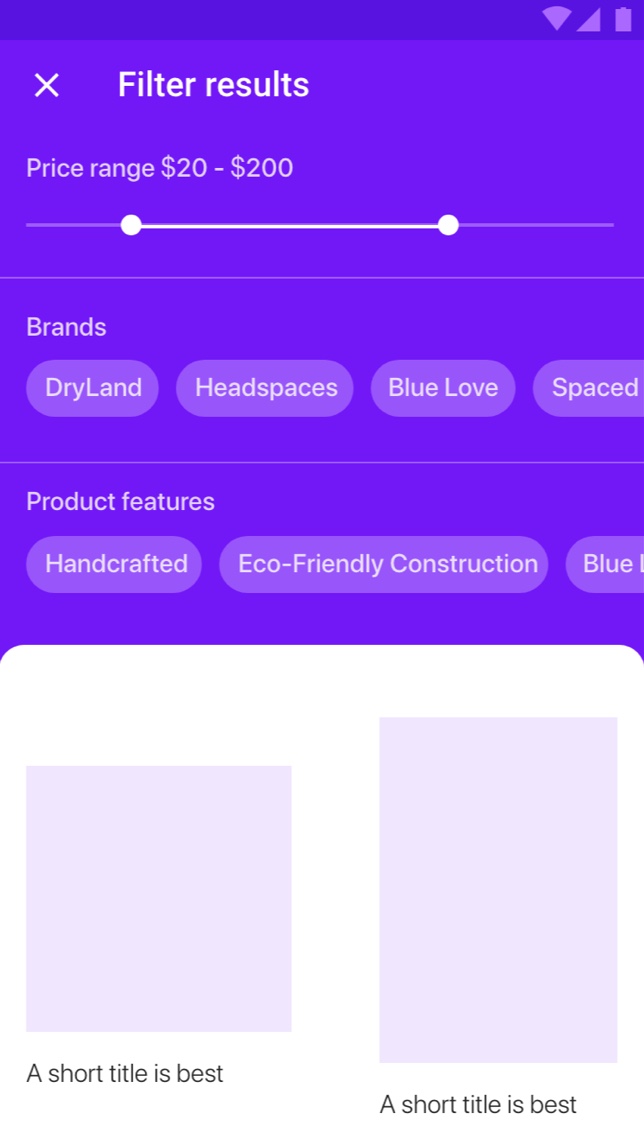 Filter results
Price range $20 - $200
Brands
DryLand Headspaces Blue Love Spaced
Product features
Handcrafted Eco-Friendly Construction Blue
A short title is best
A short title is best